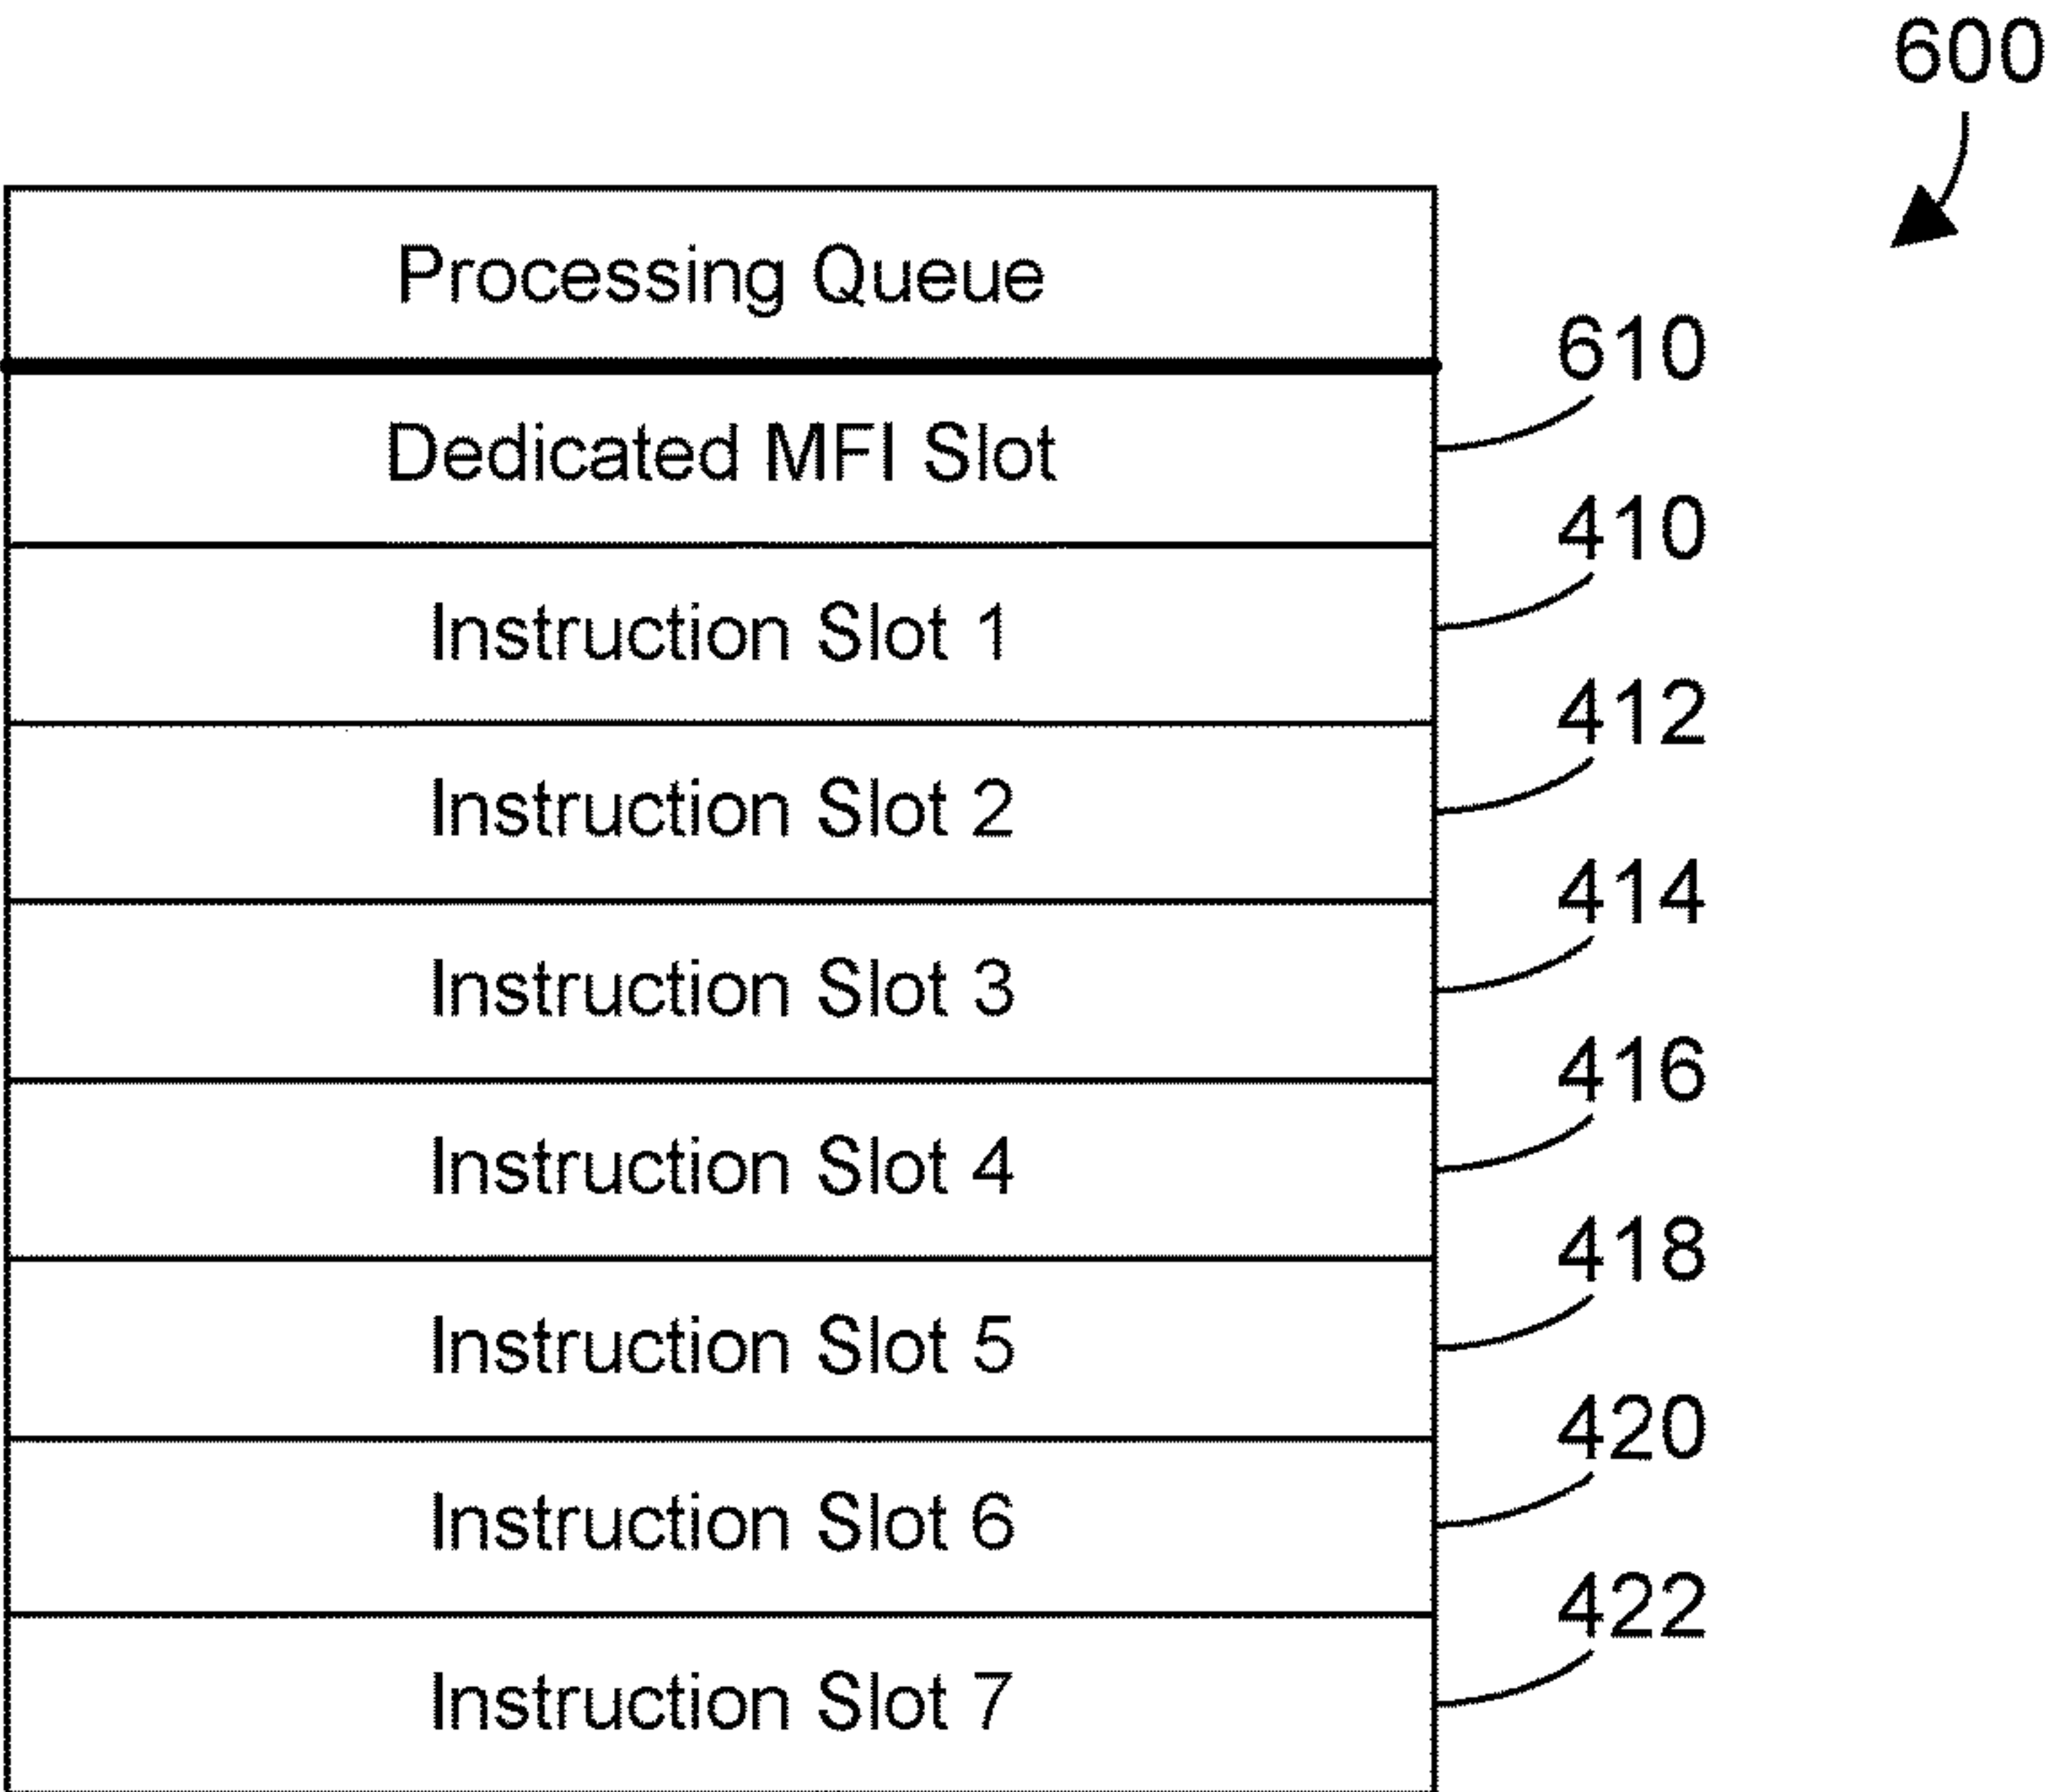 600
Processing Queue
610
Dedicated MFI Slot
410
Instruction Slot 1
412
Instruction Slot 2
414
Instruction Slot 3
416
Instruction Slot 4
418
Instruction Slot 5
420
Instruction Slot 6
422
Instruction Slot 7